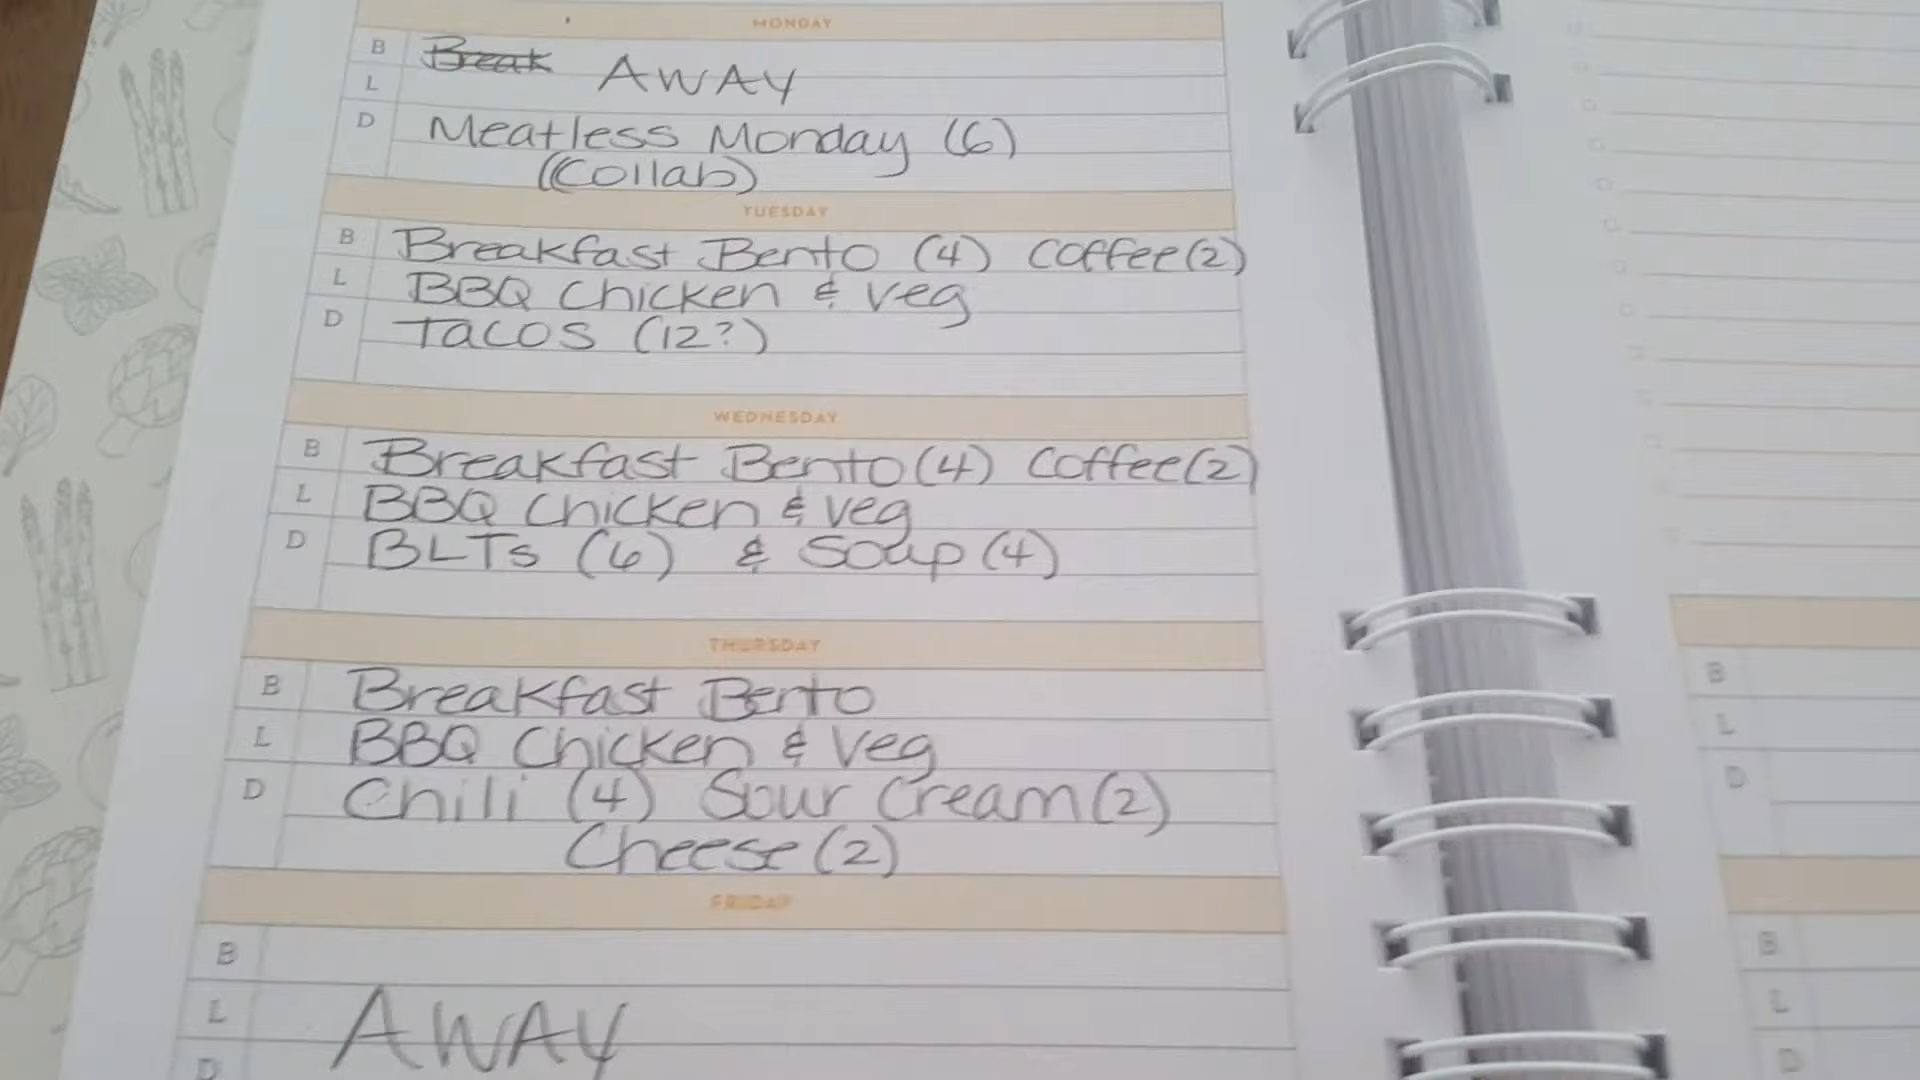 MONDAY
B Break AWAY
L
D Meatless Monday (6)
((Collab)
TUESDAY
B Breakfast Bento (4) Coffee (2)
L BBQ Chicken & Veg
D Tacos (12?)
WEDNESDAY
B Breakfast Bento (4) Coffee (2)
L BBQ Chicken & Veg
D BLTs (6) & Soup (4)
THURSDAY
B Breakfast Bento
L BBQ Chicken & Veg
D Chili (4) Sour Cream (2)
Cheese (2)
FRIDAY
B
L AWAY
D
B
L
D
B
L
D